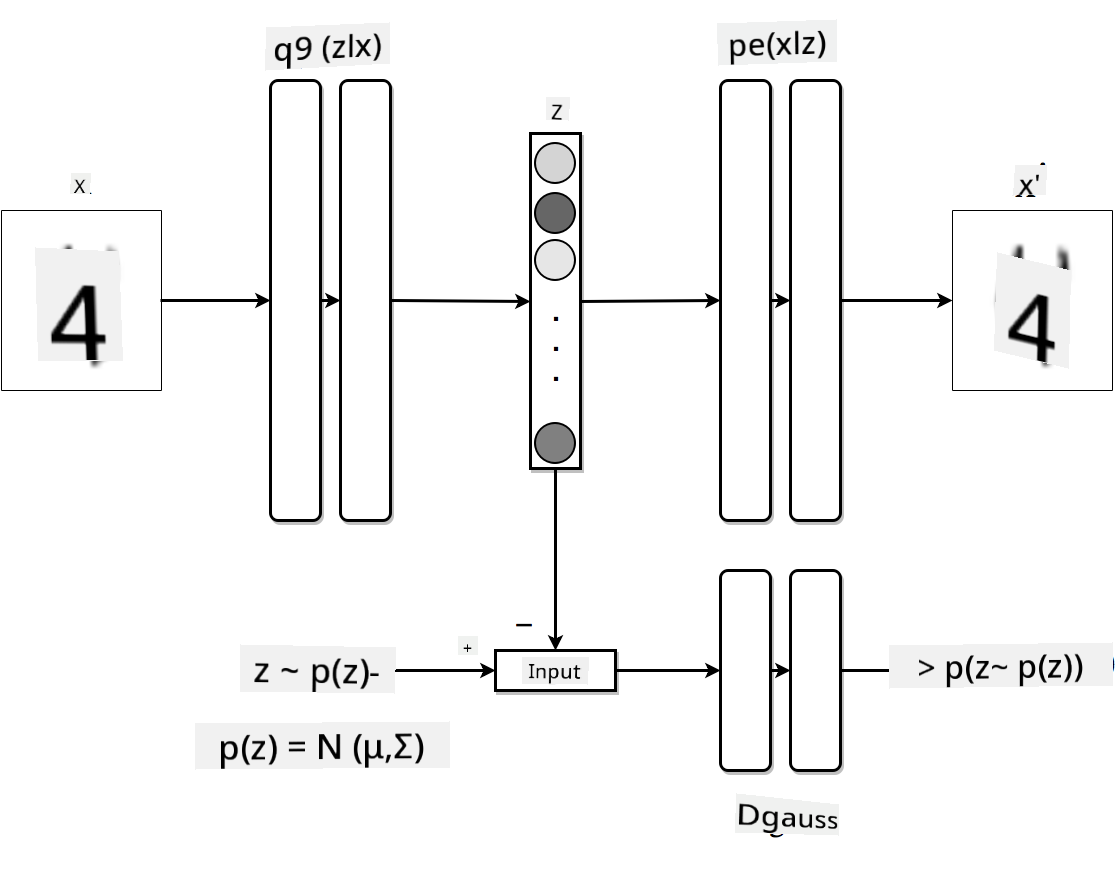 q9 (zlx)
pe(xlz)
Z
X
x'
4
4
.
.
.
–
+
z ~ p(z)-
Input
> p(z~ p(z))
p(z) = N (μ,Σ)
Dgauss